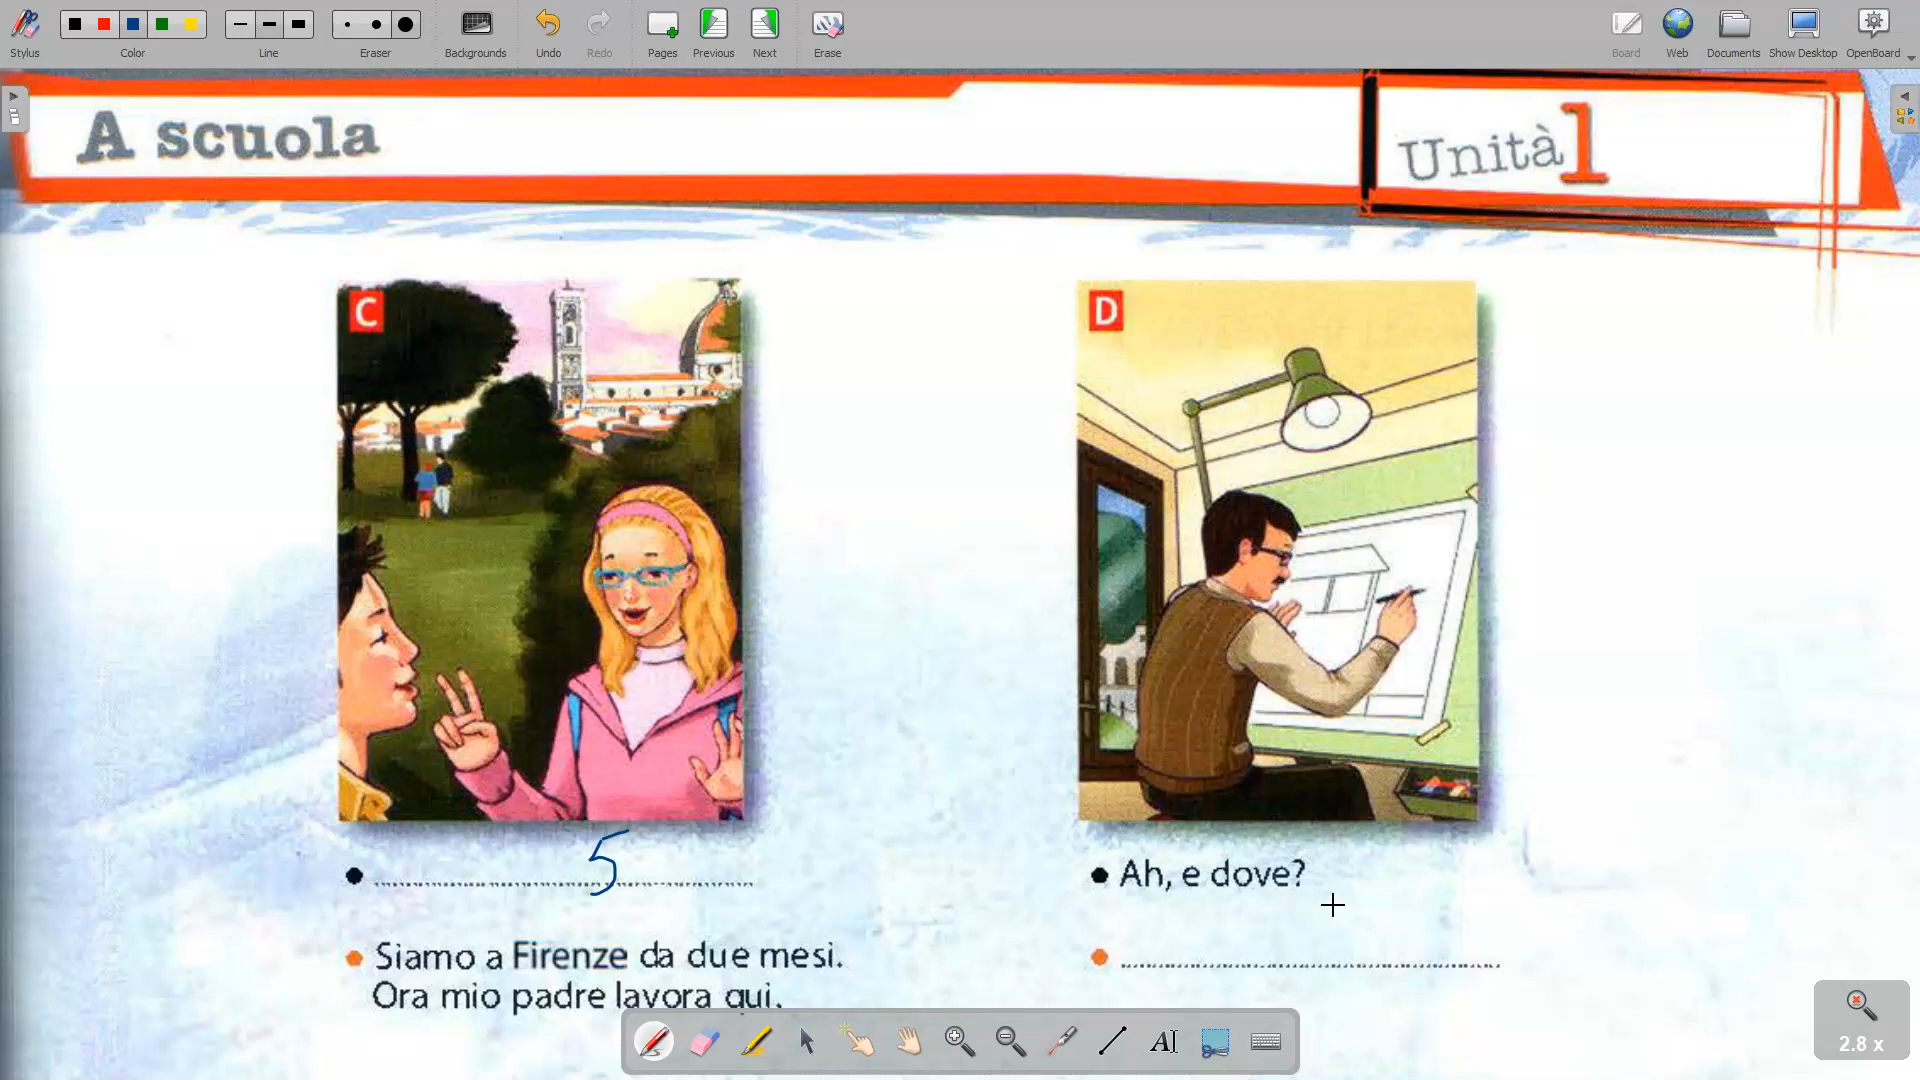 Stylus
Color
Line
Eraser
Backgrounds
Undo
Redo
Pages
Previous
Next
Erase
Board
Web
Documents
Show Desktop
OpenBoard
A scuola
Unità 1
C
D
5
Ah, e dove?
Siamo a Firenze da due mesi.
Ora mio padre lavora qui.
2.8 x